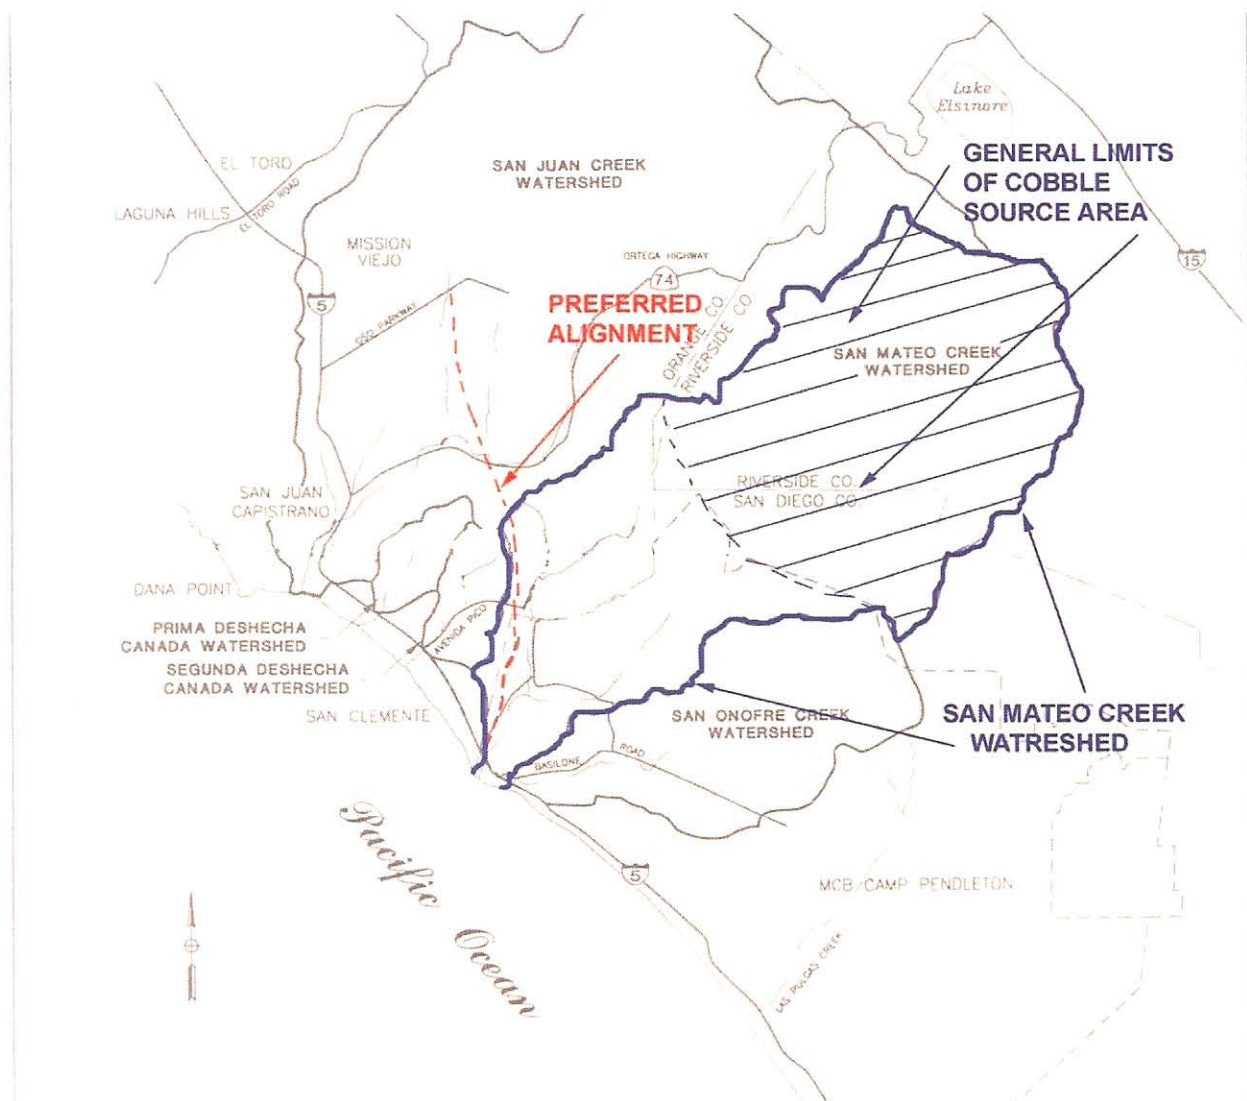 Lake
Elsinore
GENERAL LIMITS
OF COBBLE
SOURCE AREA
SAN JUAN CREEK
WATERSHED
EL TORO
EL TORO ROAD
LAGUNA HILLS
MISSION
VIEJO
ORTEGA HIGHWAY
74
15
5
OSO PARKWAY
PREFERRED
ALIGNMENT
ORANGE CO.
RIVERSIDE CO.
SAN MATEO CREEK
WATERSHED
RIVERSIDE CO.
SAN DIEGO CO.
SAN JUAN
CAPISTRANO
DANA POINT
AVENIDA PICO
PRIMA DESHECHA
CANADA WATERSHED
SEGUNDA DESHECHA
CANADA WATERSHED
SAN CLEMENTE
SAN ONOFRE CREEK
WATERSHED
SAN MATEO CREEK
WATRESHED
BASILONE ROAD
Pacific
Ocean
5
MCB CAMP PENDLETON
LAS PULGAS CREEK